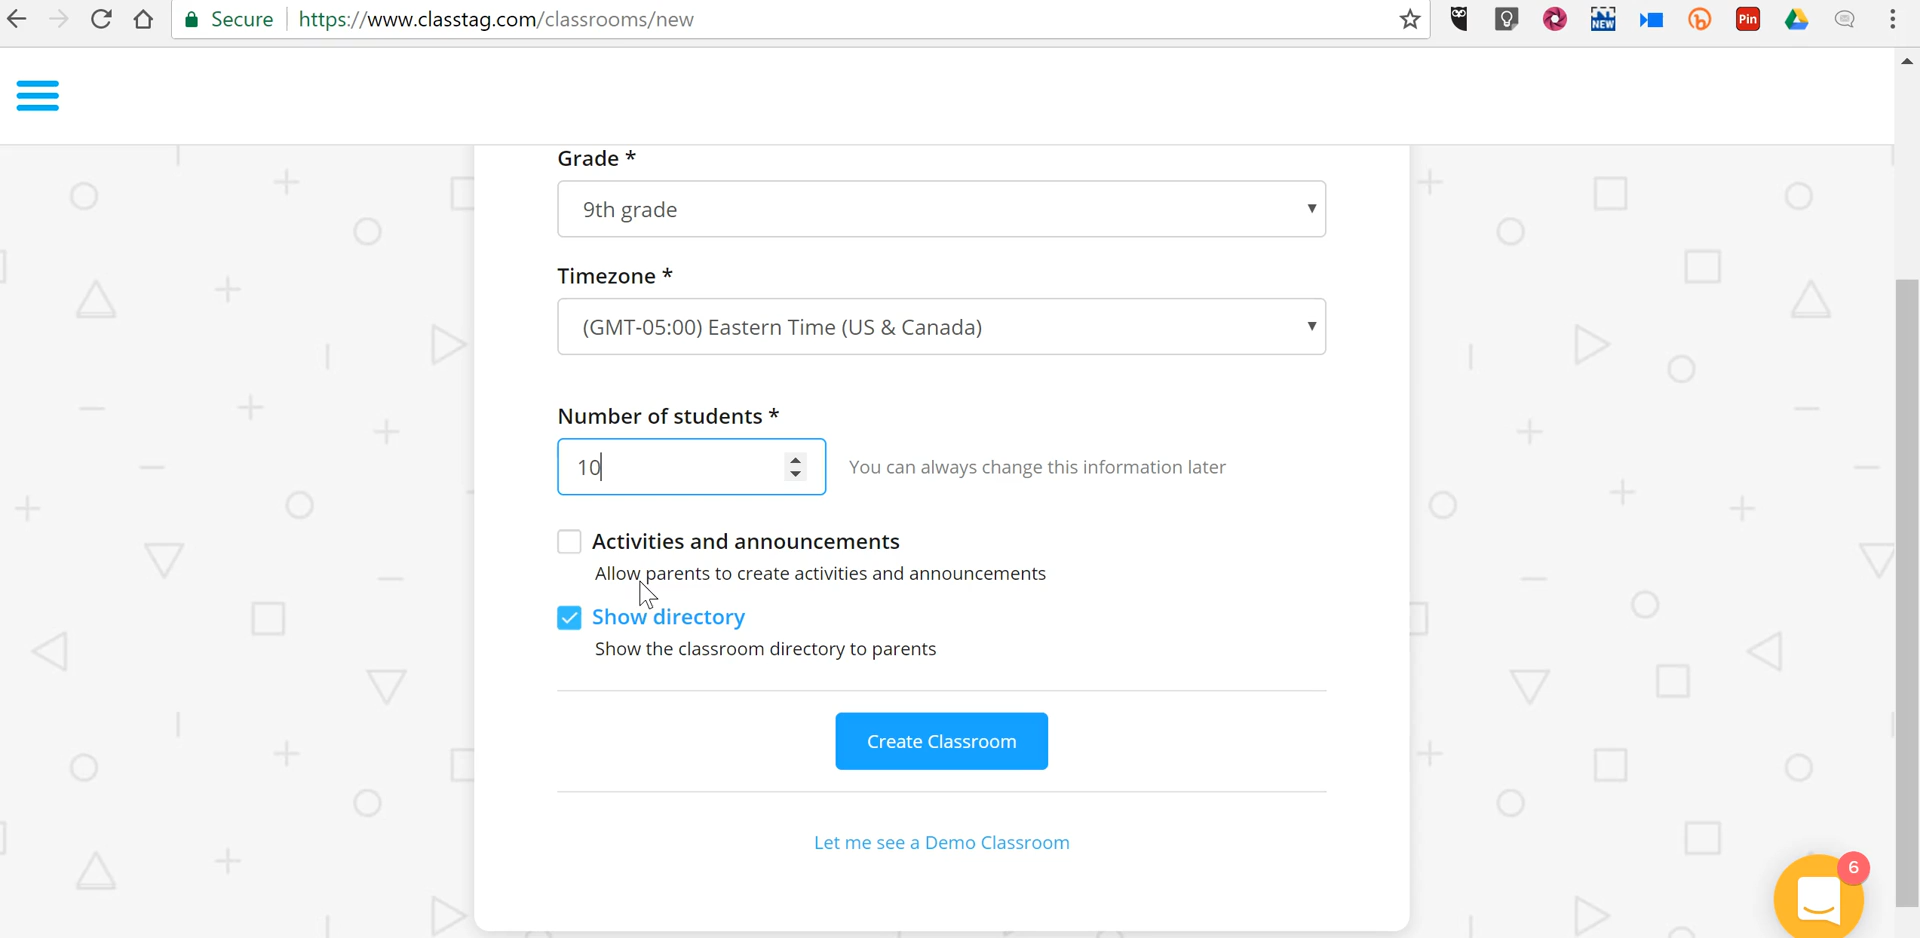 Secure https://www.classtag.com/classrooms/new
NEW
Pin
Grade *
9th grade
Timezone *
(GMT-05:00) Eastern Time (US & Canada)
Number of students *
10 You can always change this information later
Activities and announcements
Allow parents to create activities and announcements
Show directory
Show the classroom directory to parents
Create Classroom
Let me see a Demo Classroom
6